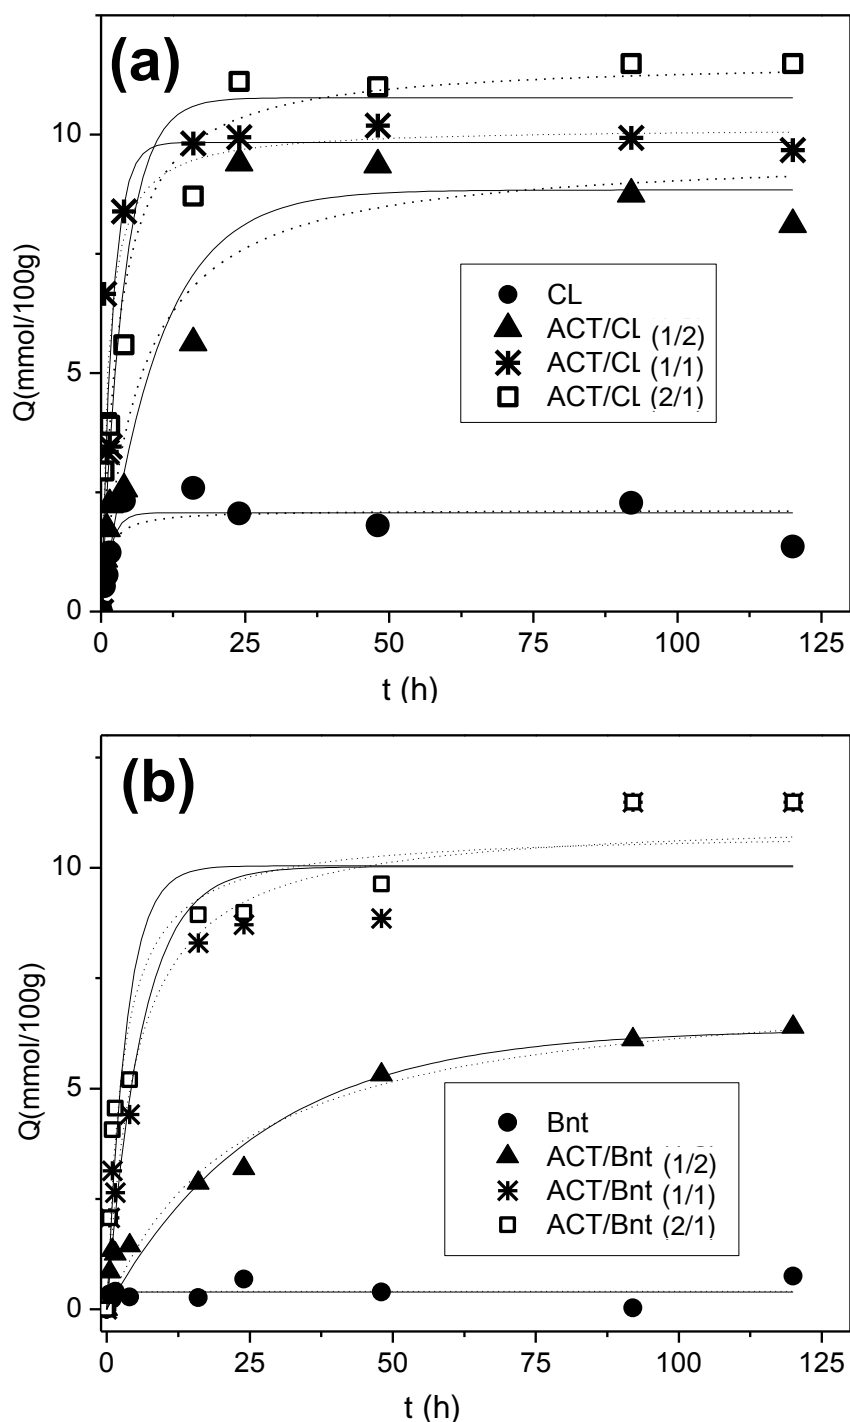 (a)
10
5
0
Q(mmol/100g)
CL
ACT/CL (1/2)
ACT/CL (1/1)
ACT/CL (2/1)
0 25 50 75 100 125
t (h)
(b)
10
5
0
Q(mmol/100g)
Bnt
ACT/Bnt (1/2)
ACT/Bnt (1/1)
ACT/Bnt (2/1)
0 25 50 75 100 125
t (h)